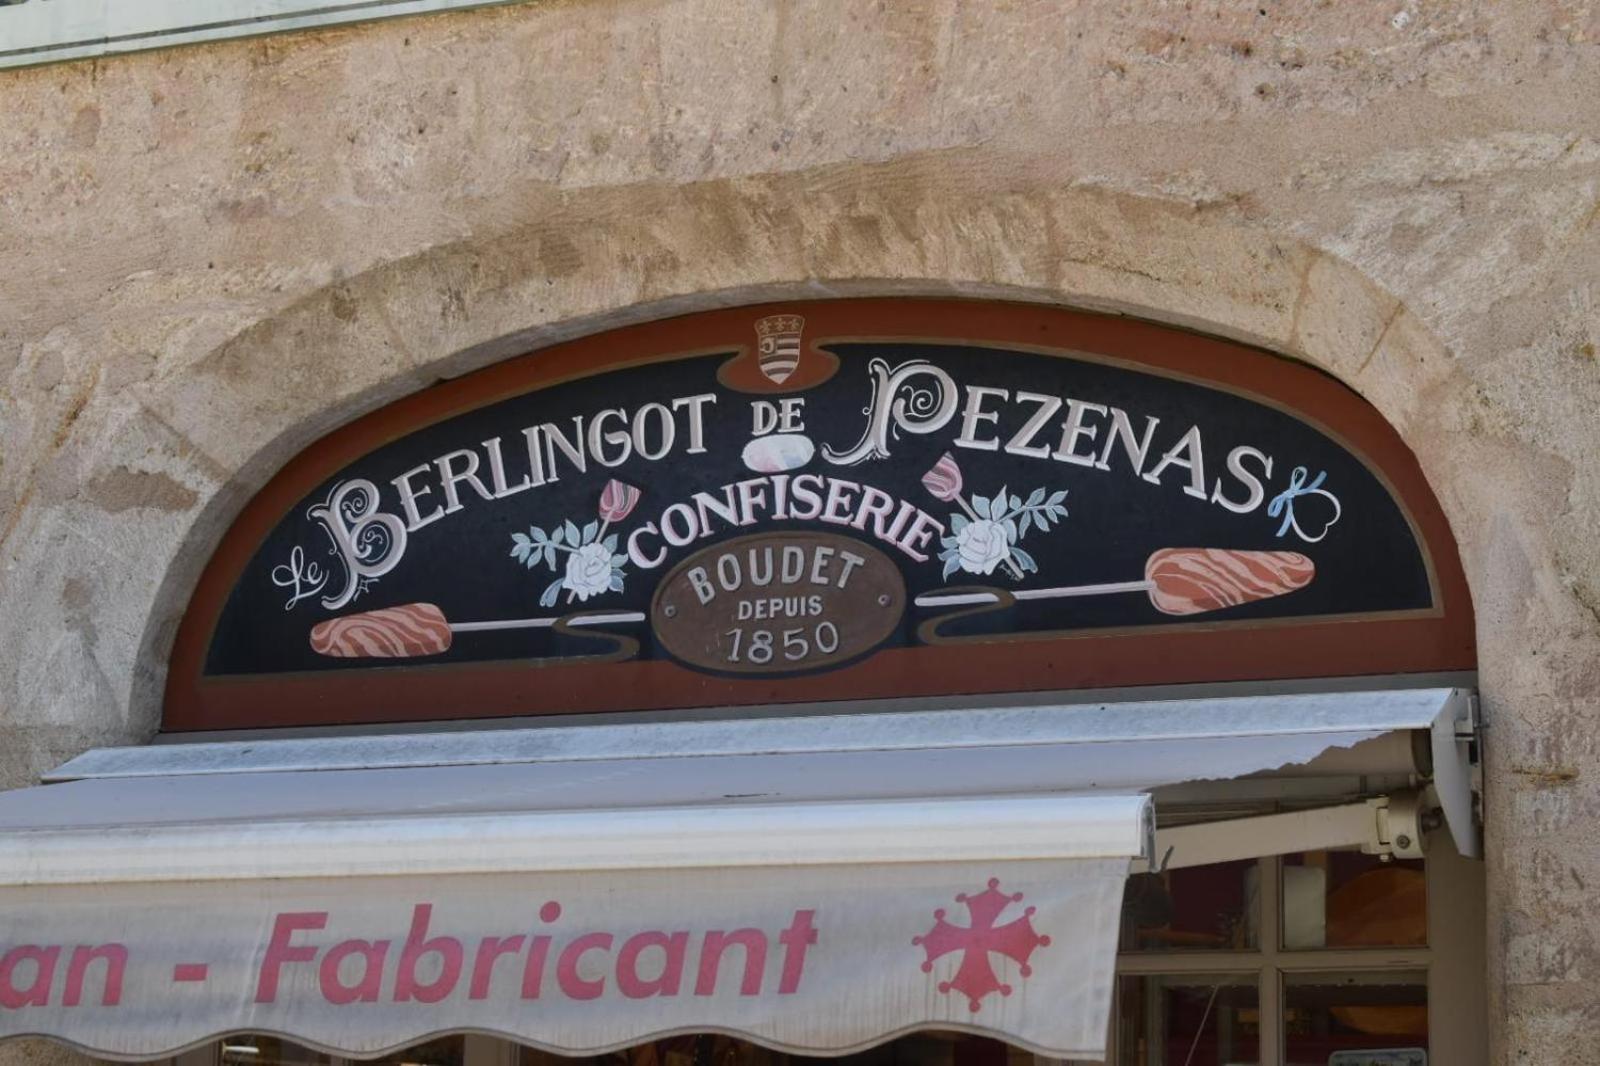 Le BERLINGOT DE PEZENAS
CONFISERIE
BOUDET
DEPUIS
1850
an - Fabricant